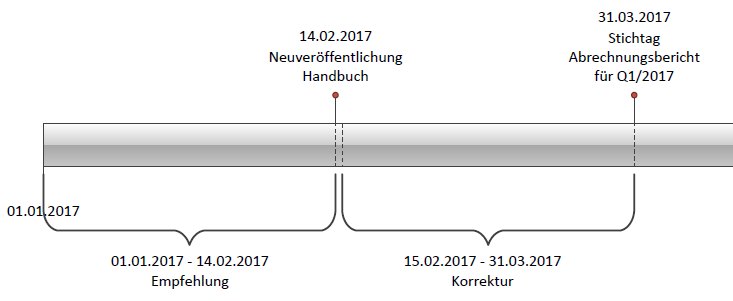 14.02.2017
Neuveröffentlichung
Handbuch
31.03.2017
Stichtag
Abrechnungsbericht
für Q1/2017
01.01.2017
01.01.2017 - 14.02.2017
Empfehlung
15.02.2017 - 31.03.2017
Korrektur